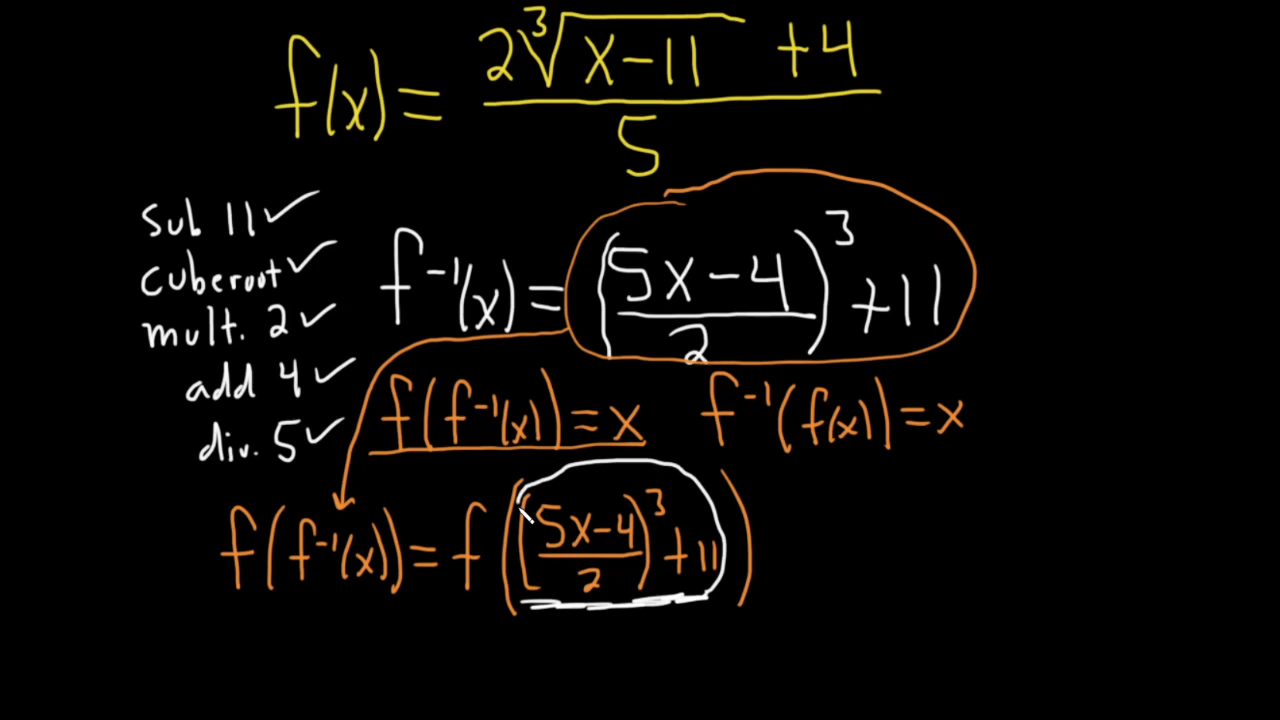 f(x) = (2∛(x-11) + 4)/5
sub 11 ✓
cuberoot ✓
mult. 2 ✓
add 4 ✓
div. 5 ✓
f⁻¹(x) = ((5x-4)/2)³ + 11
f(f⁻¹(x)) = x f⁻¹(f(x)) = x
f(f⁻¹(x)) = f(((5x-4)/2)³ + 11)